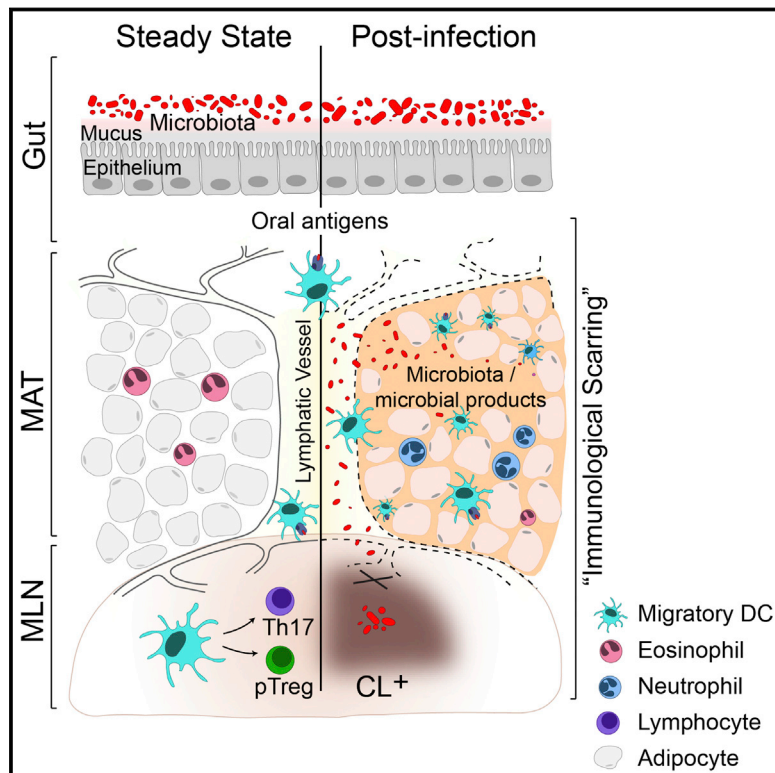 Steady State
Post-infection
Gut
Microbiota
Mucus
Epithelium
Oral antigens
MAT
Lymphatic Vessel
Microbiota /
microbial products
"Immunological Scarring"
MLN
Th17
pTreg
CL+
Migratory DC
Eosinophil
Neutrophil
Lymphocyte
Adipocyte